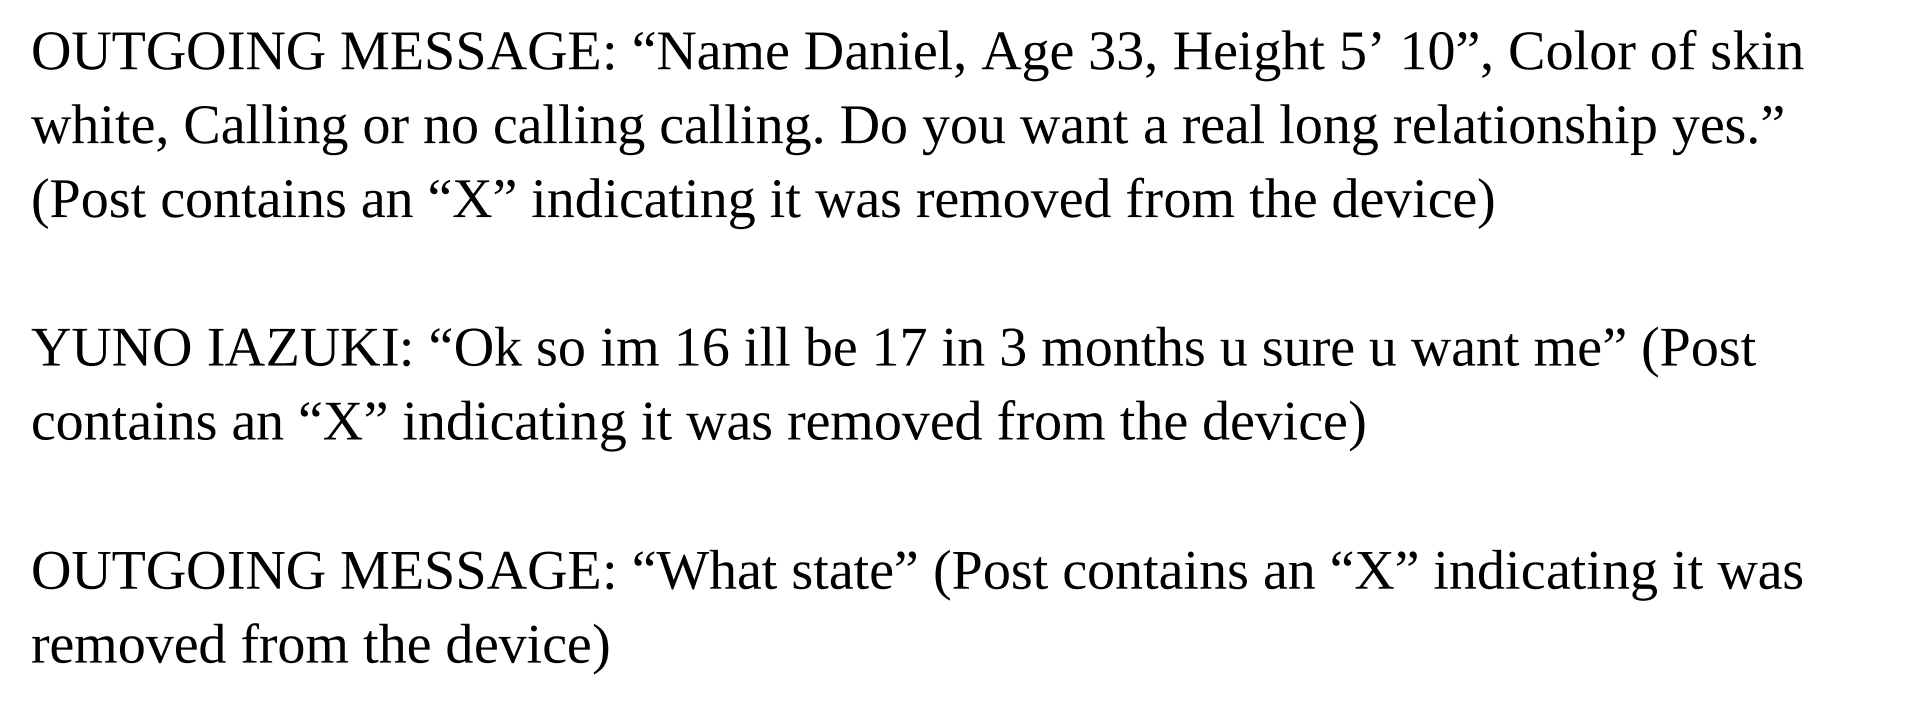 OUTGOING MESSAGE: “Name Daniel, Age 33, Height 5’ 10”, Color of skin
white, Calling or no calling calling. Do you want a real long relationship yes.”
(Post contains an “X” indicating it was removed from the device)
YUNO IAZUKI: “Ok so im 16 ill be 17 in 3 months u sure u want me” (Post
contains an “X” indicating it was removed from the device)
OUTGOING MESSAGE: “What state” (Post contains an “X” indicating it was
removed from the device)